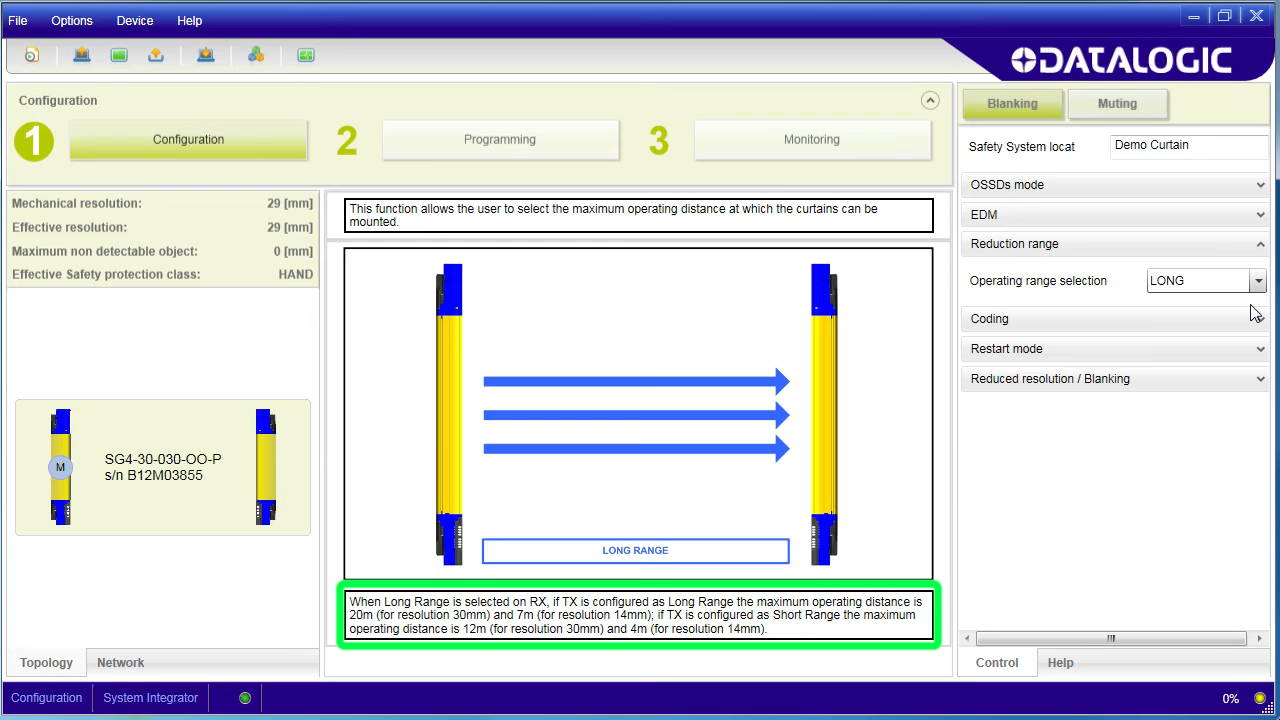 File Options Device Help
DATALOGIC
Configuration
1 Configuration 2 Programming 3 Monitoring
Blanking Muting
Safety System locat Demo Curtain
OSSDs mode
EDM
Reduction range
Operating range selection LONG
Coding
Restart mode
Reduced resolution / Blanking
Mechanical resolution: 29 [mm]
Effective resolution: 29 [mm]
Maximum non detectable object: 0 [mm]
Effective Safety protection class: HAND
This function allows the user to select the maximum operating distance at which the curtains can be
mounted.
M
SG4-30-030-OO-P
s/n B12M03855
LONG RANGE
When Long Range is selected on RX, if TX is configured as Long Range the maximum operating distance is
20m (for resolution 30mm) and 7m (for resolution 14mm); if TX is configured as Short Range the maximum
operating distance is 12m (for resolution 30mm) and 4m (for resolution 14mm).
Topology Network
Control Help
Configuration System Integrator 0%